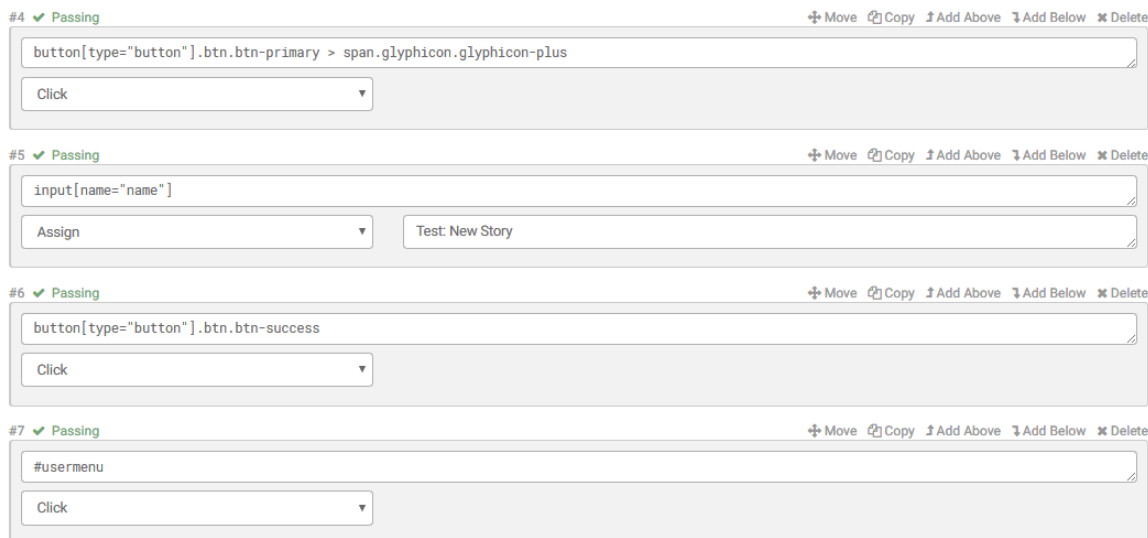 #4 Passing Move Copy Add Above Add Below Delete
button[type="button"].btn.btn-primary > span.glyphicon.glyphicon-plus
Click
#5 Passing Move Copy Add Above Add Below Delete
input[name="name"]
Assign Test: New Story
#6 Passing Move Copy Add Above Add Below Delete
button[type="button"].btn.btn-success
Click
#7 Passing Move Copy Add Above Add Below Delete
#usermenu
Click